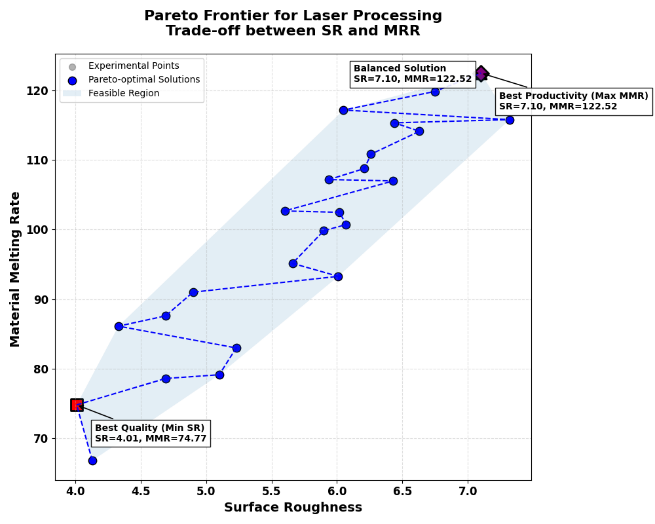 Pareto Frontier for Laser Processing
Trade-off between SR and MRR
Experimental Points
Pareto-optimal Solutions
Feasible Region
Balanced Solution
SR=7.10, MMR=122.52
Best Productivity (Max MMR)
SR=7.10, MMR=122.52
Best Quality (Min SR)
SR=4.01, MMR=74.77
Material Melting Rate
120
110
100
90
80
70
4.0 4.5 5.0 5.5 6.0 6.5 7.0
Surface Roughness